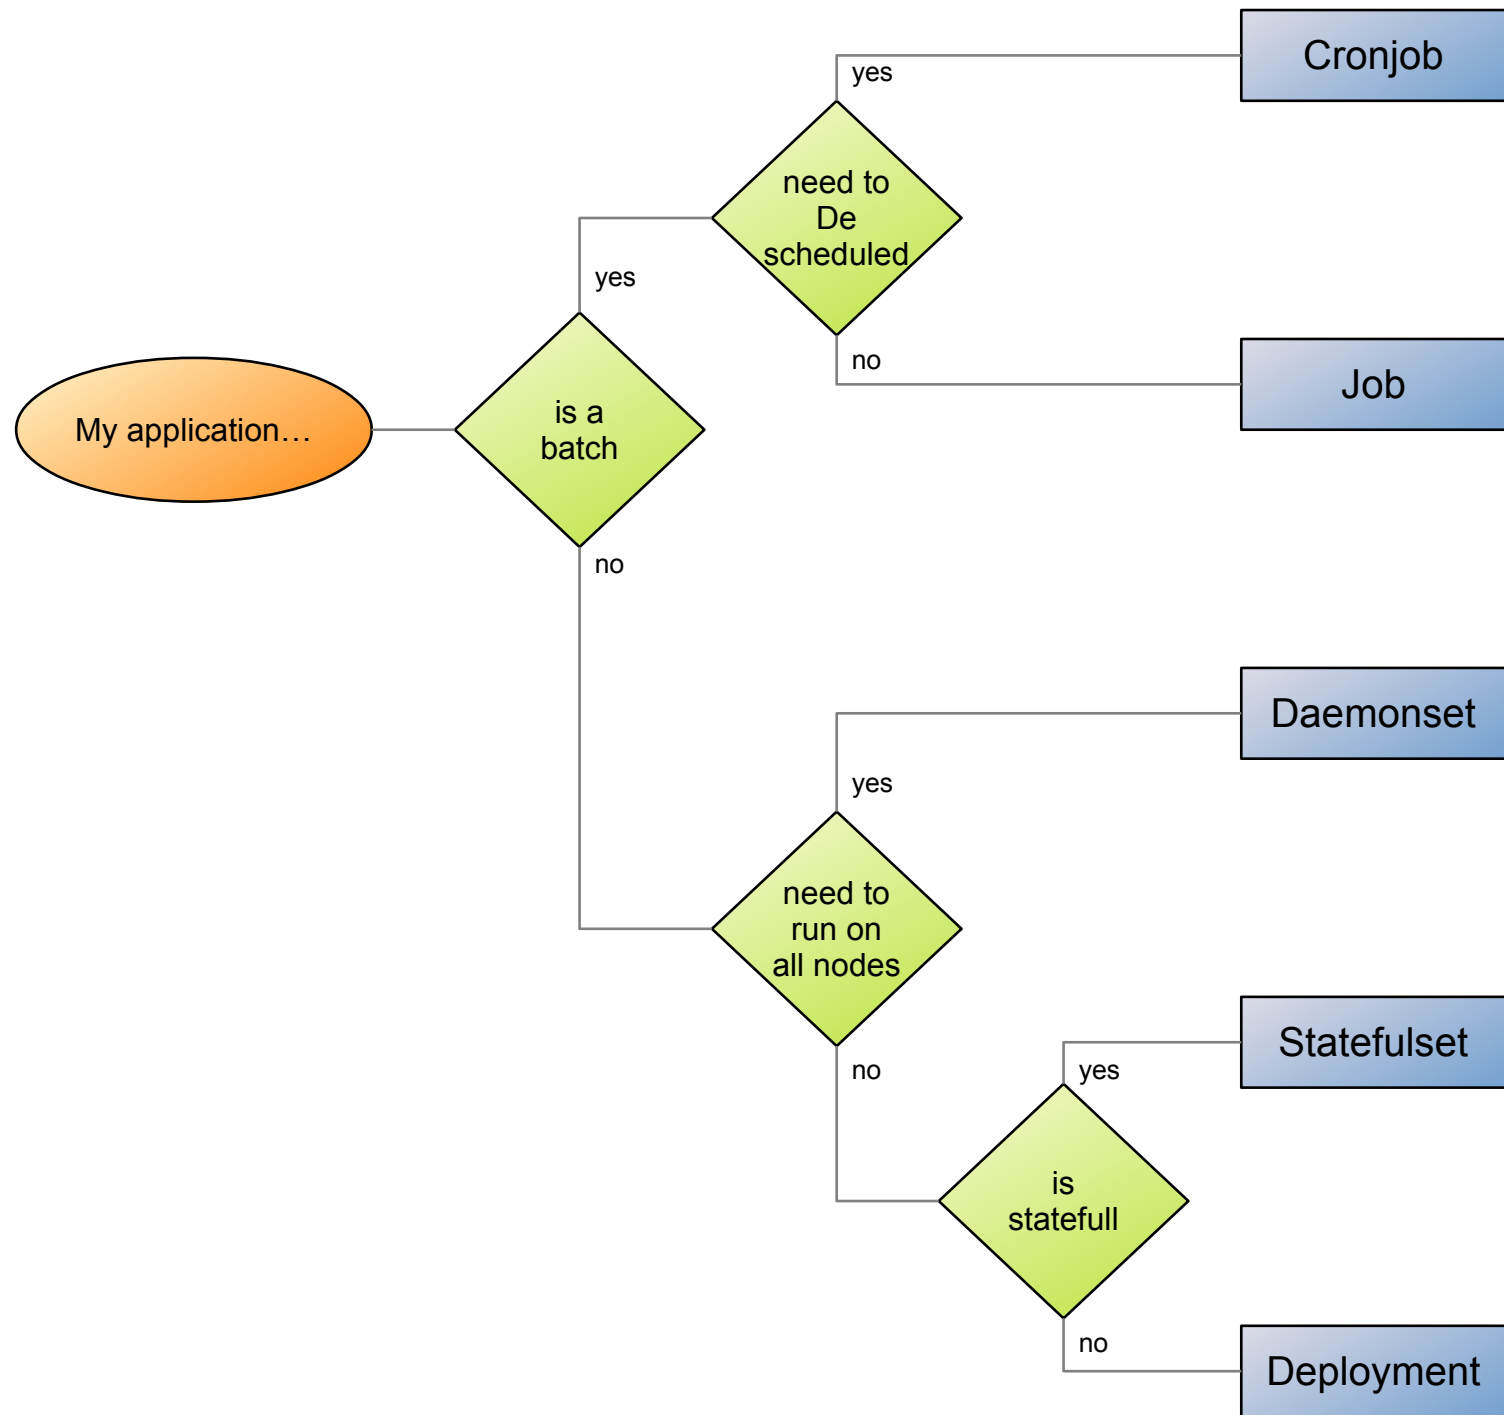 Cronjob
yes
need to
De
scheduled
yes
no
Job
My application…
is a
batch
no
Daemonset
yes
need to
run on
all nodes
Statefulset
no
yes
is
statefull
no
Deployment